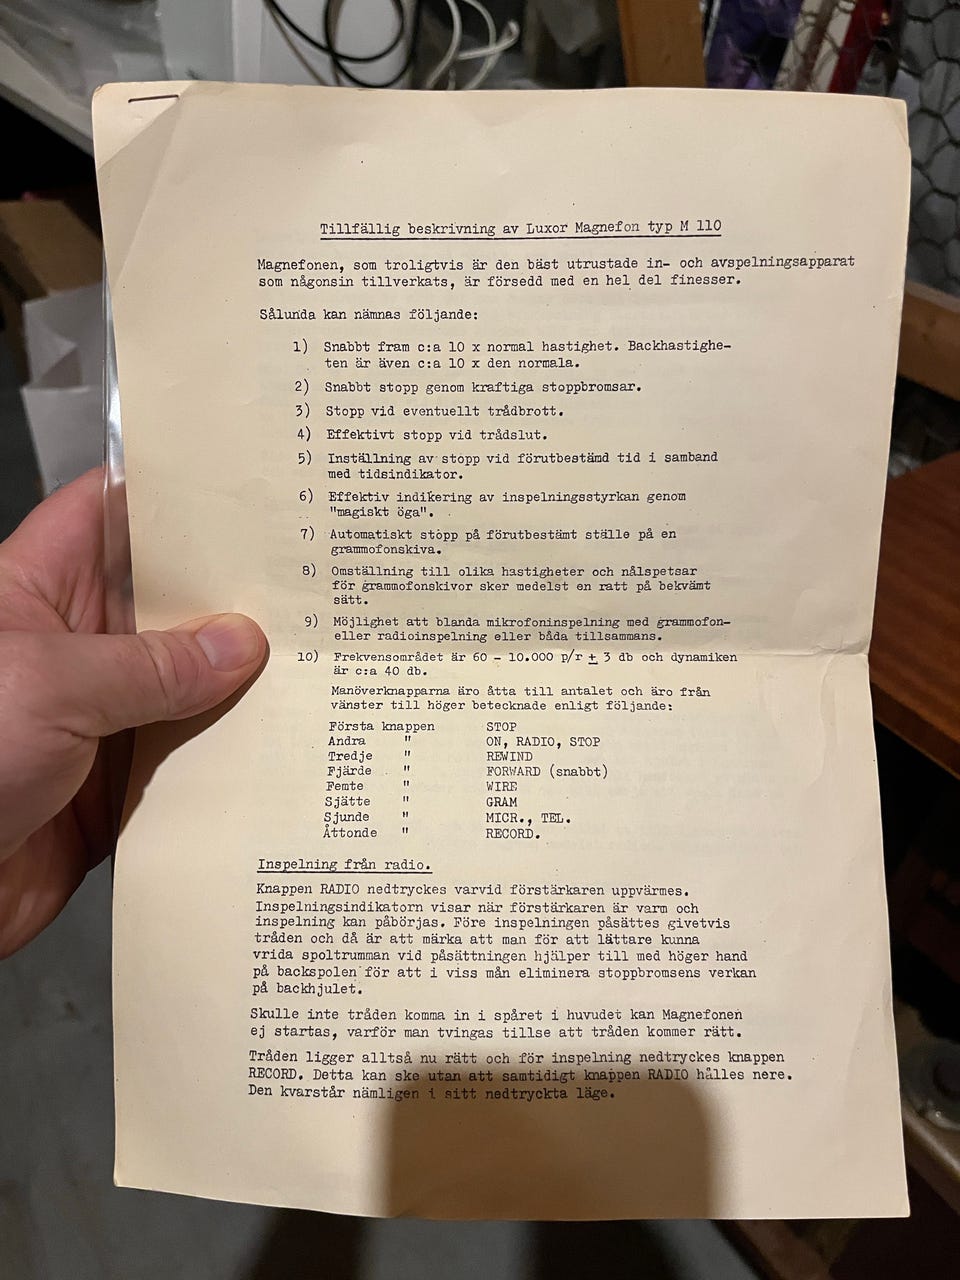 Tillfällig beskrivning av Luxor Magnefon typ M 110
Magnefonen, som troligtvis är den bäst utrustade in- och avspelningsapparat
som någonsin tillverkats, är försedd med en hel del finesser.
Sålunda kan nämnas följande:
1) Snabbt fram c:a 10 x normal hastighet. Backhastighe-
ten är även c:a 10 x den normala.
2) Snabbt stopp genom kraftiga stoppbromsar.
3) Stopp vid eventuellt trådbrott.
4) Effektivt stopp vid trådslut.
5) Inställning av stopp vid förutbestämd tid i samband
med tidsindikator.
6) Effektiv indikering av inspelningsstyrkan genom
"magiskt öga".
7) Automatiskt stopp på förutbestämt ställe på en
grammofonskiva.
8) Omställning till olika hastigheter och nålspetsar
för grammofonskivor sker medelst en ratt på bekvämt
sätt.
9) Möjlighet att blanda mikrofoninspelning med grammofon-
eller radioinspelning eller båda tillsammans.
10) Frekvensområdet är 60 - 10.000 p/r ± 3 db och dynamiken
är c:a 40 db.
Manöverknapparna äro åtta till antalet och äro från
vänster till höger betecknade enligt följande:
Första knappen STOP
Andra " ON, RADIO, STOP
Tredje " REWIND
Fjärde " FORWARD (snabbt)
Femte " WIRE
Sjätte " GRAM
Sjunde " MICR., TEL.
Åttonde " RECORD.
Inspelning från radio.
Knappen RADIO nedtryckes varvid förstärkaren uppvärmes.
Inspelningsindikatorn visar när förstärkaren är varm och
inspelning kan påbörjas. Före inspelningen påsättes givetvis
tråden och då är att märka att man för att lättare kunna
vrida spoltrumman vid påsättningen hjälper till med höger hand
på backspolen för att i viss mån eliminera stoppbromsens verkan
på backhjulet.
Skulle inte tråden komma in i spåret i huvudet kan Magnefonen
ej startas, varför man tvingas tillse att tråden kommer rätt.
Tråden ligger alltså nu rätt och för inspelning nedtryckes knappen
RECORD. Detta kan ske utan att samtidigt knappen RADIO hålles nere.
Den kvarstår nämligen i sitt nedtryckta läge.